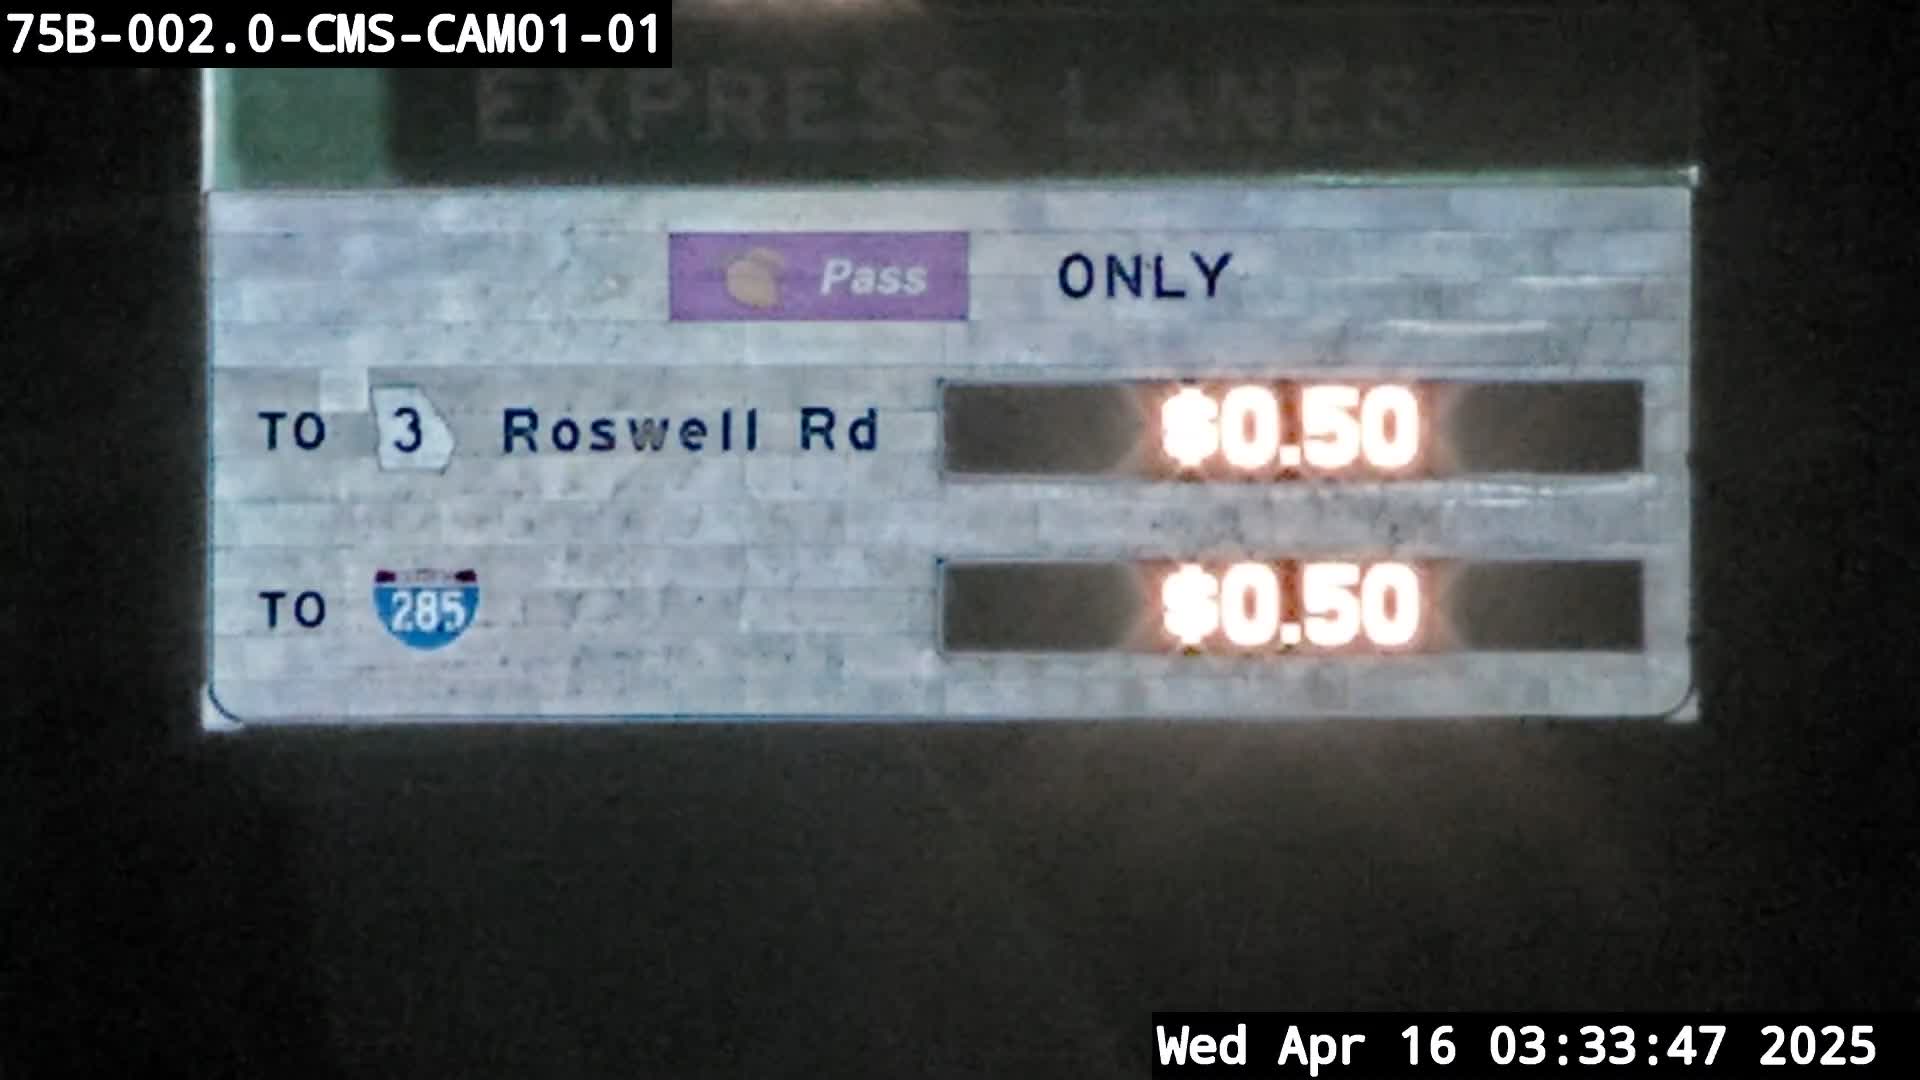 75B-002.0-CMS-CAM01-01
EXPRESS LANES
Pass ONLY
TO 3 Roswell Rd $0.50
TO 285 $0.50
Wed Apr 16 03:33:47 2025